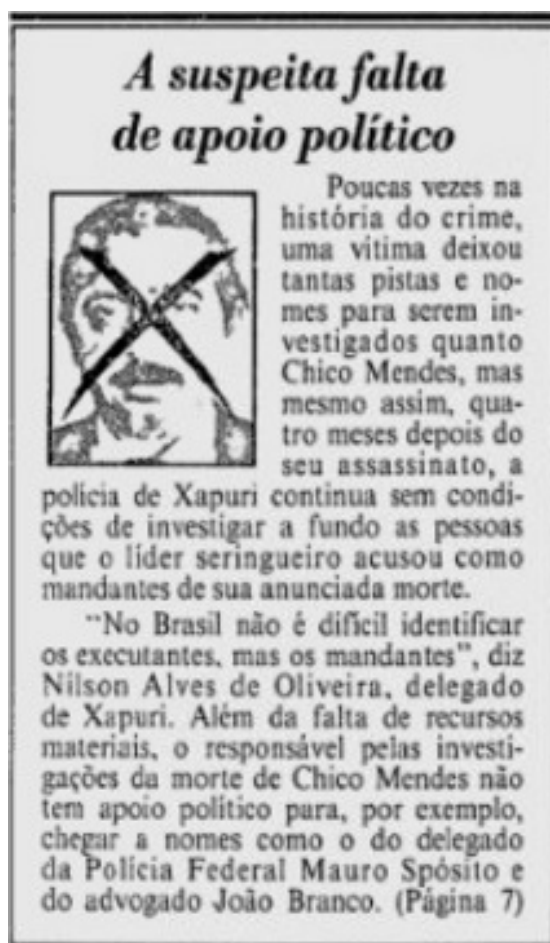 A suspeita falta
de apoio político
Poucas vezes na
história do crime,
uma vítima deixou
tantas pistas e no-
mes para serem in-
vestigados quanto
Chico Mendes, mas
mesmo assim, qua-
tro meses depois do
seu assassinato, a
polícia de Xapuri continua sem condi-
ções de investigar a fundo as pessoas
que o líder seringueiro acusou como
mandantes de sua anunciada morte.
"No Brasil não é difícil identificar
os executantes, mas os mandantes", diz
Nilson Alves de Oliveira, delegado
de Xapuri. Além da falta de recursos
materiais, o responsável pelas investi-
gações da morte de Chico Mendes não
tem apoio político para, por exemplo,
chegar a nomes como o do delegado
da Polícia Federal Mauro Spósito e
do advogado João Branco. (Página 7)